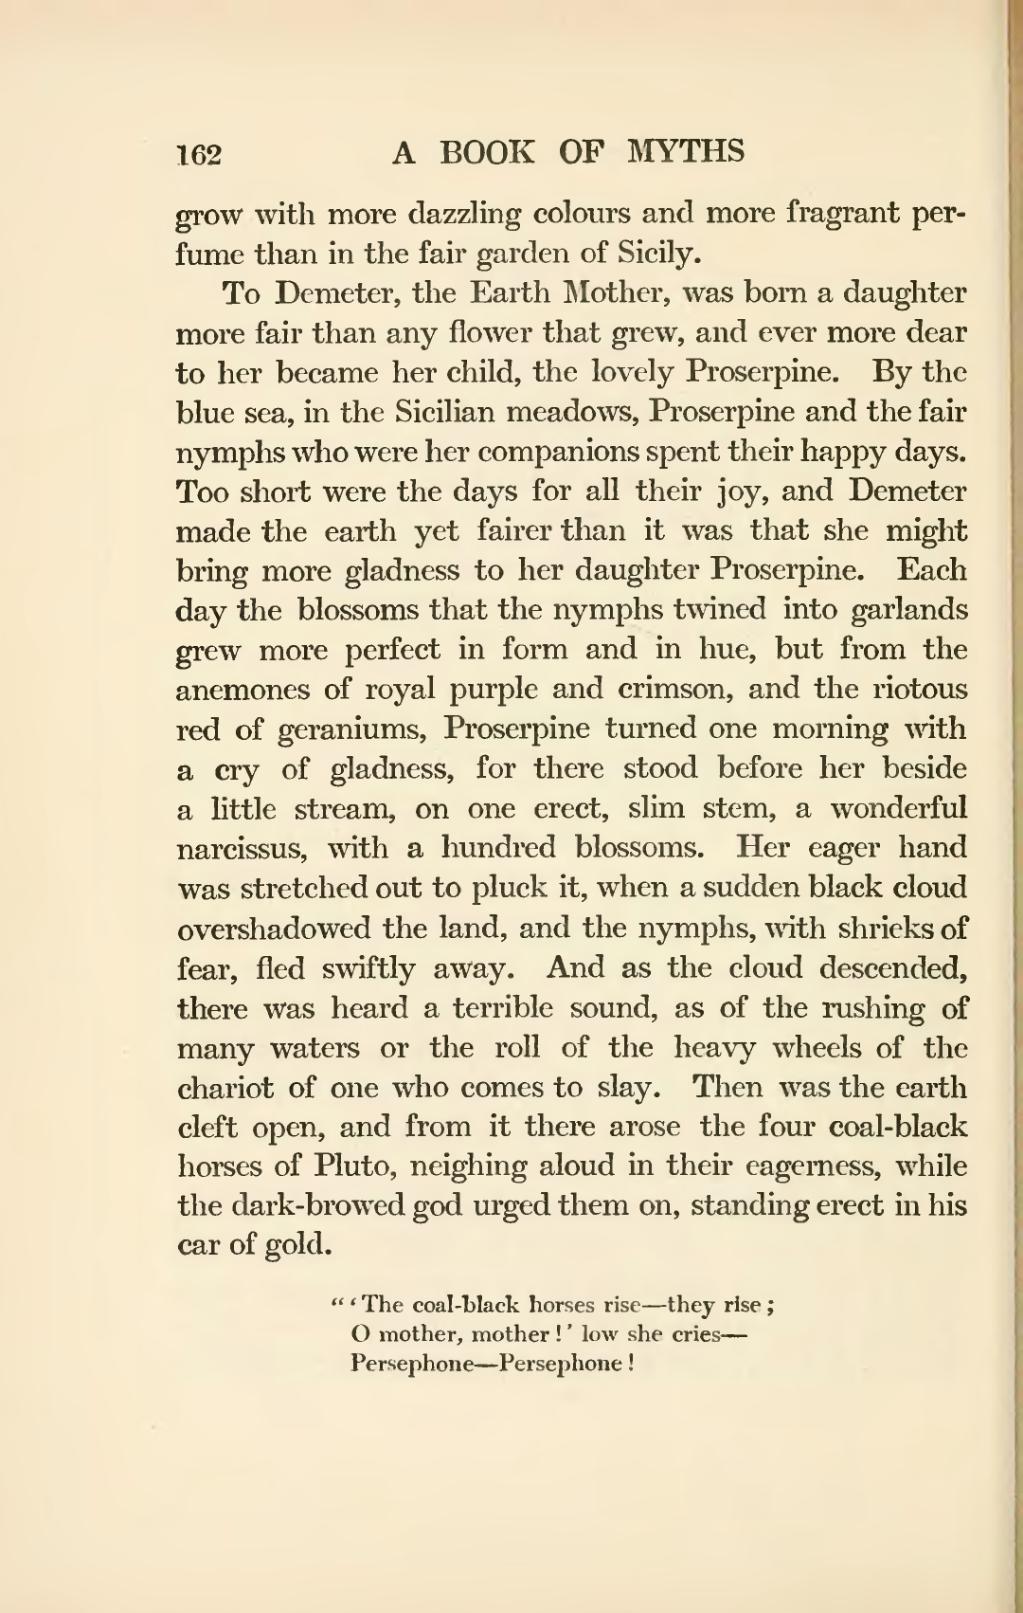 162 A BOOK OF MYTHS
grow with more dazzling colours and more fragrant per-
fume than in the fair garden of Sicily.
To Demeter, the Earth Mother, was born a daughter
more fair than any flower that grew, and ever more dear
to her became her child, the lovely Proserpine. By the
blue sea, in the Sicilian meadows, Proserpine and the fair
nymphs who were her companions spent their happy days.
Too short were the days for all their joy, and Demeter
made the earth yet fairer than it was that she might
bring more gladness to her daughter Proserpine. Each
day the blossoms that the nymphs twined into garlands
grew more perfect in form and in hue, but from the
anemones of royal purple and crimson, and the riotous
red of geraniums, Proserpine turned one morning with
a cry of gladness, for there stood before her beside
a little stream, on one erect, slim stem, a wonderful
narcissus, with a hundred blossoms. Her eager hand
was stretched out to pluck it, when a sudden black cloud
overshadowed the land, and the nymphs, with shrieks of
fear, fled swiftly away. And as the cloud descended,
there was heard a terrible sound, as of the rushing of
many waters or the roll of the heavy wheels of the
chariot of one who comes to slay. Then was the earth
cleft open, and from it there arose the four coal-black
horses of Pluto, neighing aloud in their eagerness, while
the dark-browed god urged them on, standing erect in his
car of gold.
“ ‘ The coal-black horses rise—they rise ;
O mother, mother ! ’ low she cries—
Persephone—Persephone !